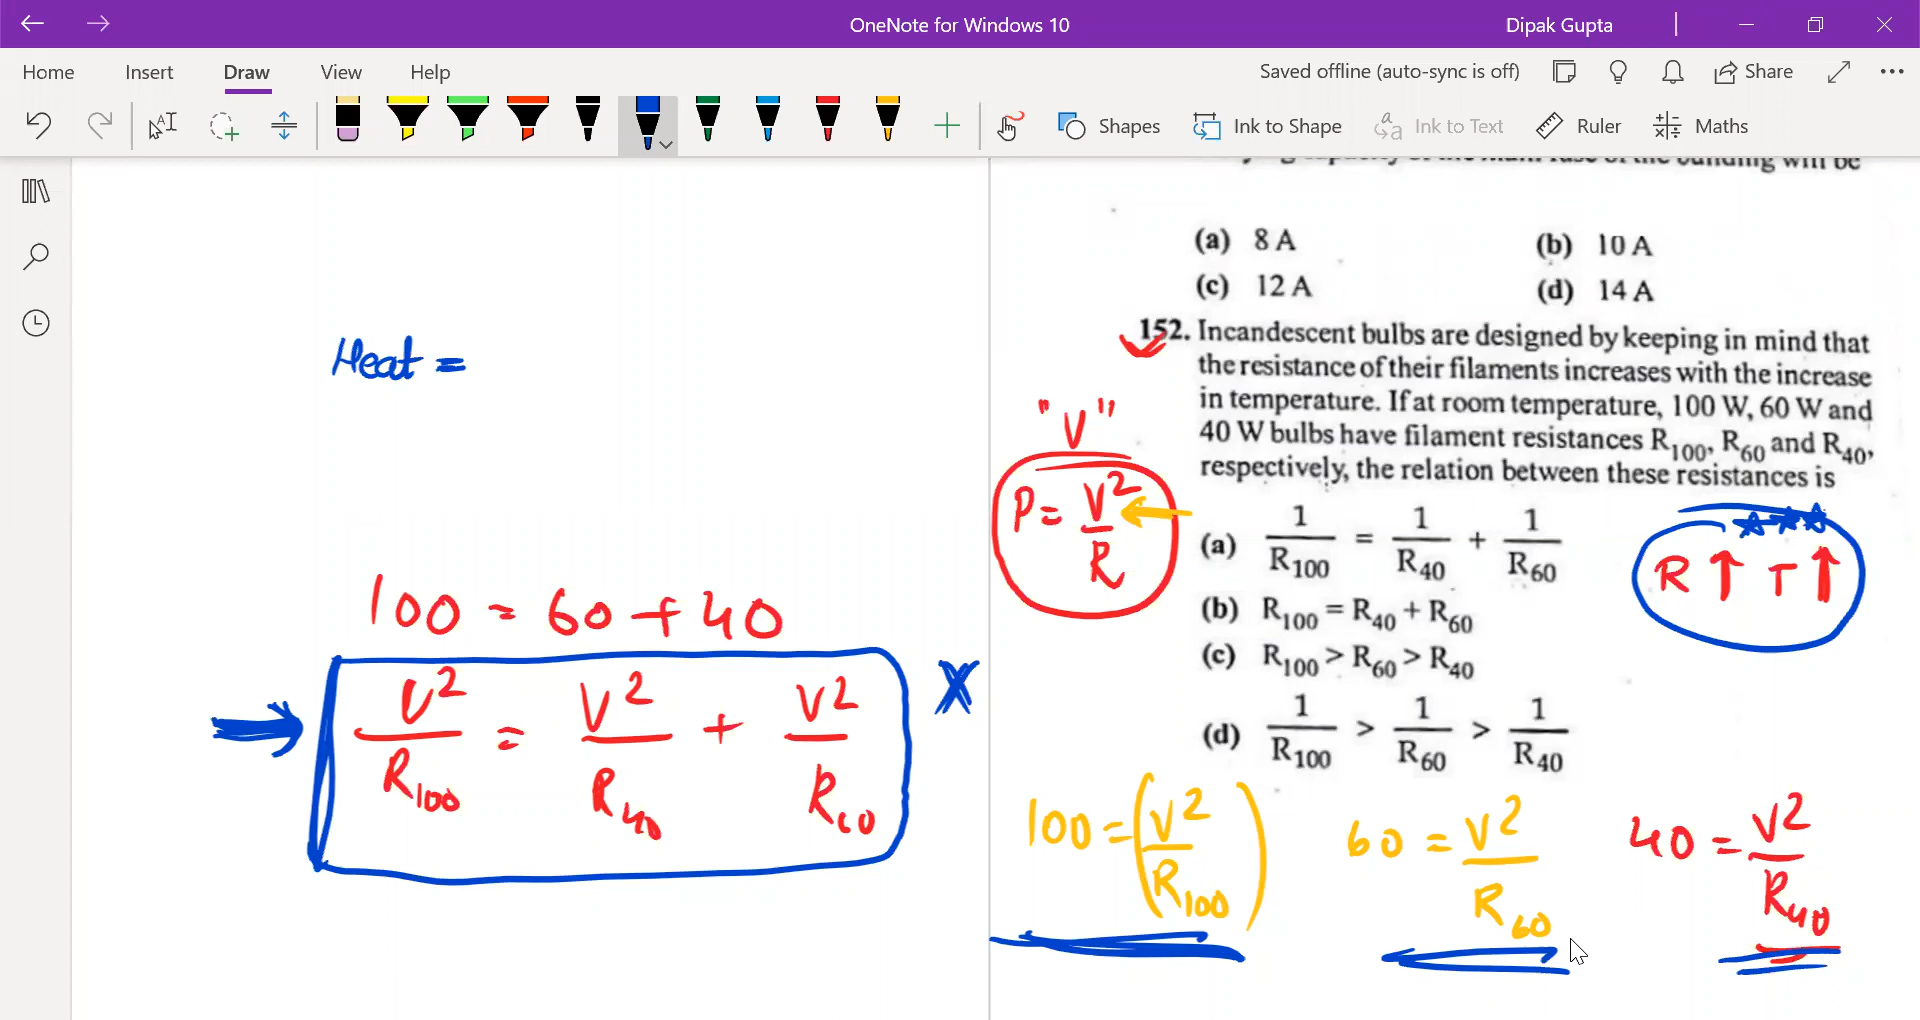 OneNote for Windows 10
Dipak Gupta
Home Insert Draw View Help
Saved offline (auto-sync is off)
Share
Shapes
Ink to Shape
Ink to Text
Ruler
Maths
the building will be
(a) 8 A (b) 10 A
(c) 12 A (d) 14 A
152. Incandescent bulbs are designed by keeping in mind that
the resistance of their filaments increases with the increase
in temperature. If at room temperature, 100 W, 60 W and
40 W bulbs have filament resistances R100, R60 and R40,
respectively, the relation between these resistances is
(a) 1/R100 = 1/R40 + 1/R60
(b) R100 = R40 + R60
(c) R100 > R60 > R40
(d) 1/R100 > 1/R60 > 1/R40
"V"
P = V²/R
R ↑ T ↑
100 = (V²/R100)
60 = V²/R60
40 = V²/R40
Heat =
100 = 60 + 40
V²/R100 = V²/R40 + V²/R60